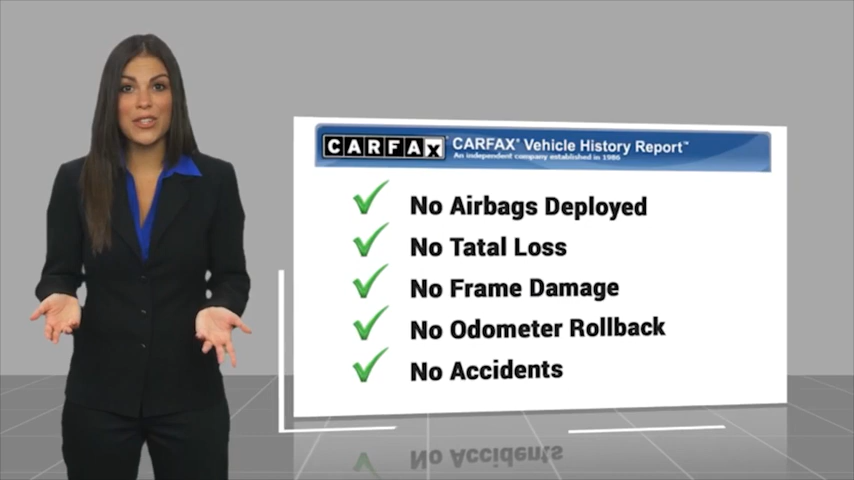 CARFAX CARFAX® Vehicle History Report™
An independent company established in 1986
No Airbags Deployed
No Tatal Loss
No Frame Damage
No Odometer Rollback
No Accidents
No Accidents